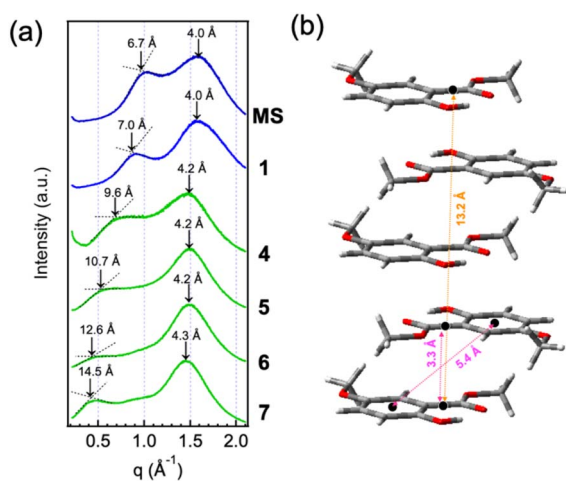 (a)
6.7 Å
4.0 Å
MS
7.0 Å
4.0 Å
1
9.6 Å
4.2 Å
4
10.7 Å
4.2 Å
5
12.6 Å
4.2 Å
6
14.5 Å
4.3 Å
7
Intensity (a.u.)
0.5 1.0 1.5 2.0
q (Å⁻¹)
(b)
13.2 Å
3.3 Å
5.4 Å